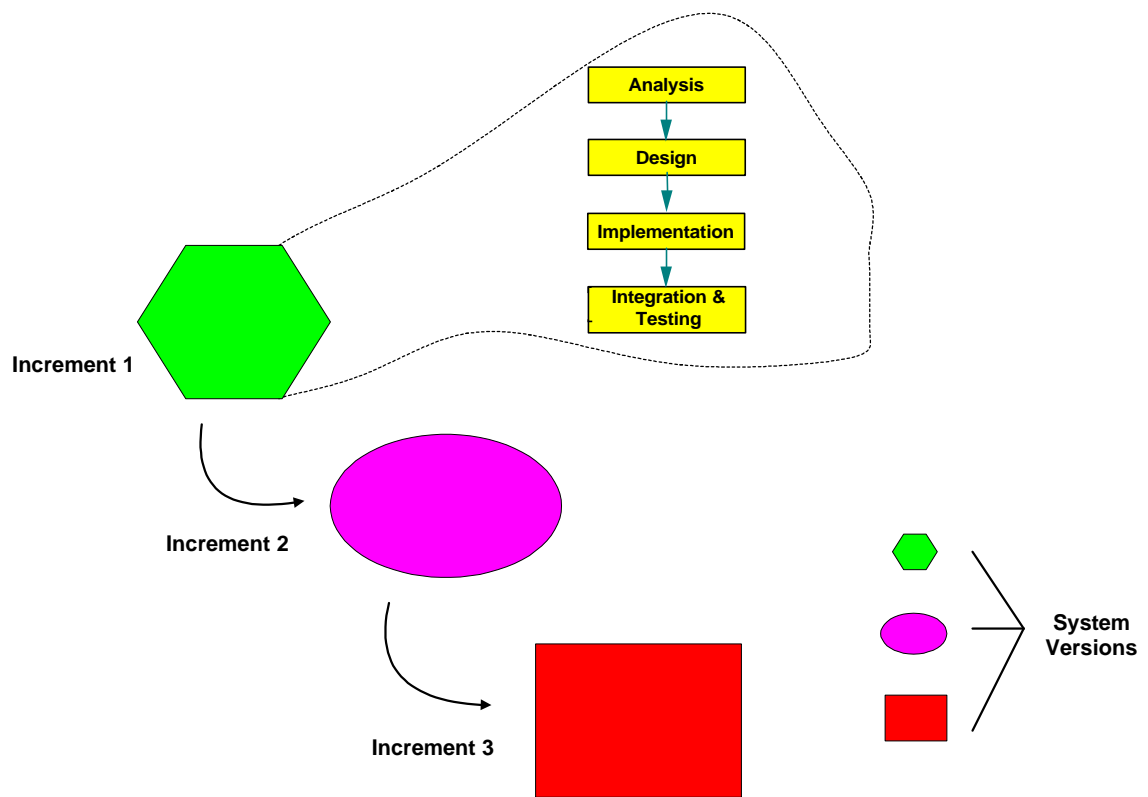 Analysis
Design
Implementation
Integration &
Testing
Increment 1
Increment 2
Increment 3
System
Versions